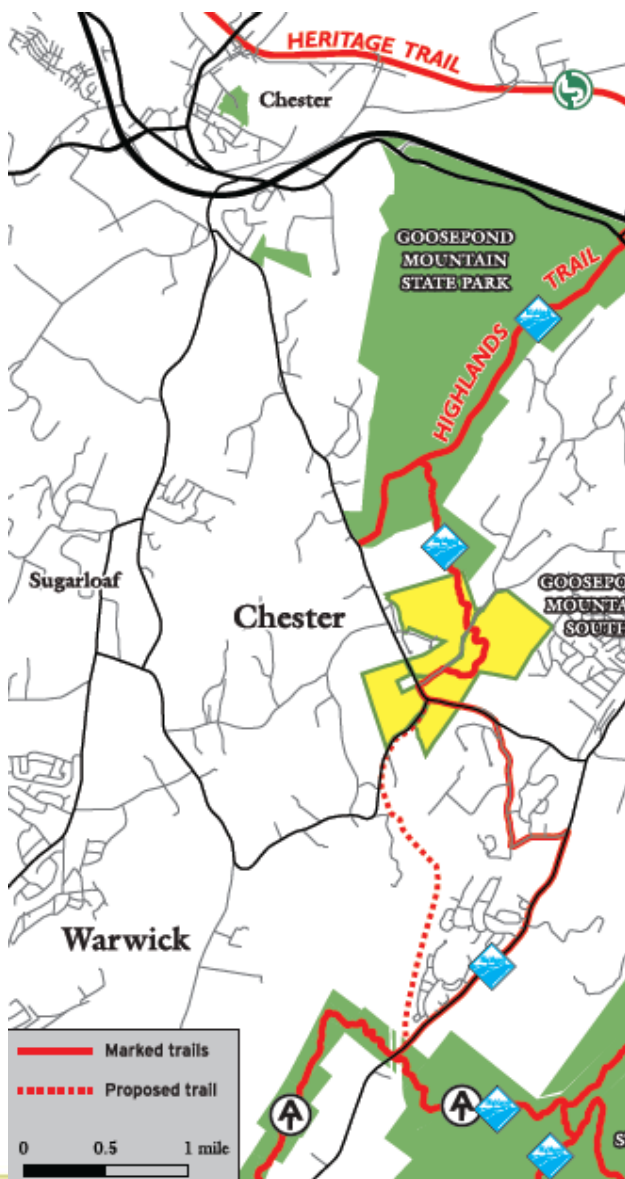 HERITAGE TRAIL
Chester
GOOSEPOND
MOUNTAIN
STATE PARK
HIGHLANDS TRAIL
Sugarloaf
Chester
SOUTH
Warwick
Marked trails
Proposed trail
0 0.5 1 mile